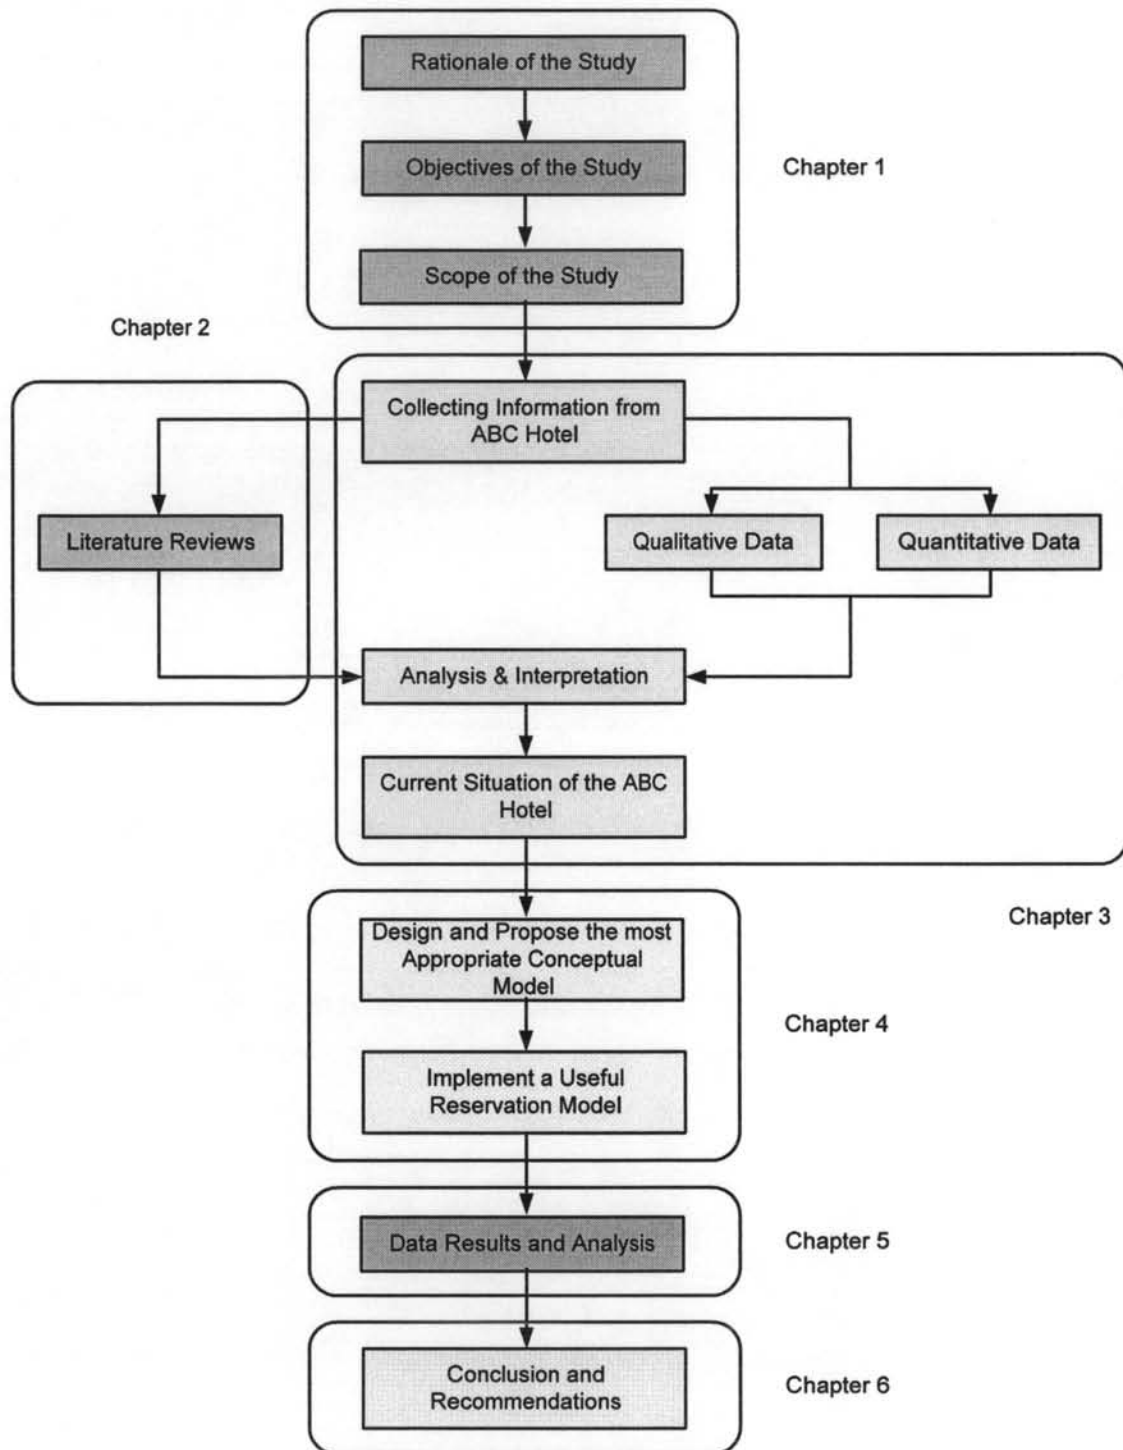 Rationale of the Study
Objectives of the Study
Chapter 1
Scope of the Study
Chapter 2
Collecting Information from
ABC Hotel
Literature Reviews
Qualitative Data
Quantitative Data
Analysis & Interpretation
Current Situation of the ABC
Hotel
Chapter 3
Design and Propose the most
Appropriate Conceptual
Model
Chapter 4
Implement a Useful
Reservation Model
Data Results and Analysis
Chapter 5
Conclusion and
Recommendations
Chapter 6